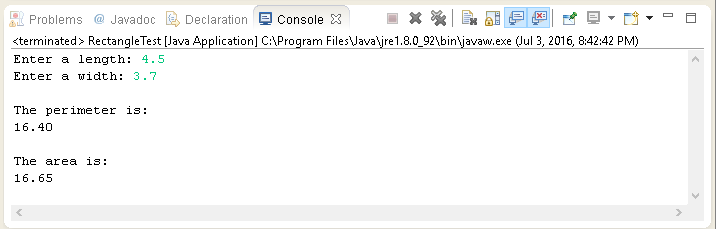 Problems @ Javadoc Declaration Console
<terminated> RectangleTest [Java Application] C:\Program Files\Java\jre1.8.0_92\bin\javaw.exe (Jul 3, 2016, 8:42:42 PM)
Enter a length: 4.5
Enter a width: 3.7
The perimeter is:
16.40
The area is:
16.65